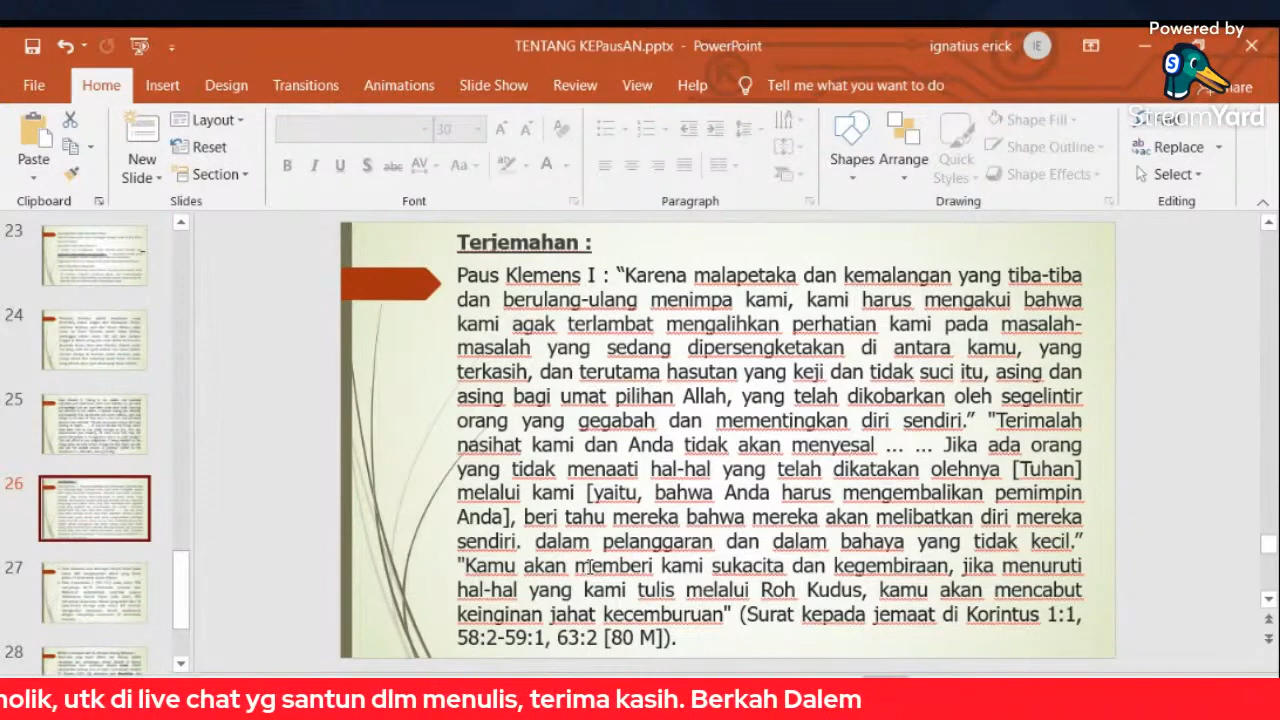 Powered by
TENTANG KEPausAN.pptx - PowerPoint
ignatius erick
IE
File Home Insert Design Transitions Animations Slide Show Review View Help Tell me what you want to do
StreamYard
Paste
New
Slide
Layout
Reset
Section
30
B I U S abc AV Aa A
Shapes
Arrange
Quick
Styles
Shape Fill
Shape Outline
Shape Effects
Replace
Select
Clipboard
Slides
Font
Paragraph
Drawing
Editing
23
24
25
26
27
28
Terjemahan :
Paus Klemens I : “Karena malapetaka dan kemalangan yang tiba-tiba
dan berulang-ulang menimpa kami, kami harus mengakui bahwa
kami agak terlambat mengalihkan perhatian kami pada masalah-
masalah yang sedang dipersengketakan di antara kamu, yang
terkasih, dan terutama hasutan yang keji dan tidak suci itu, asing dan
asing bagi umat pilihan Allah, yang telah dikobarkan oleh segelintir
orang yang gegabah dan mementingkan diri sendiri.” "Terimalah
nasihat kami dan Anda tidak akan menyesal ... ... Jika ada orang
yang tidak menaati hal-hal yang telah dikatakan olehnya [Tuhan]
melalui kami [yaitu, bahwa Anda harus mengembalikan pemimpin
Anda], beri tahu mereka bahwa mereka akan melibatkan diri mereka
sendiri. dalam pelanggaran dan dalam bahaya yang tidak kecil.”
"Kamu akan memberi kami sukacita dan kegembiraan, jika menuruti
hal-hal yang kami tulis melalui Roh Kudus, kamu akan mencabut
keinginan jahat kecemburuan" (Surat kepada jemaat di Korintus 1:1,
58:2-59:1, 63:2 [80 M]).
holik, utk di live chat yg santun dlm menulis, terima kasih. Berkah Dalem